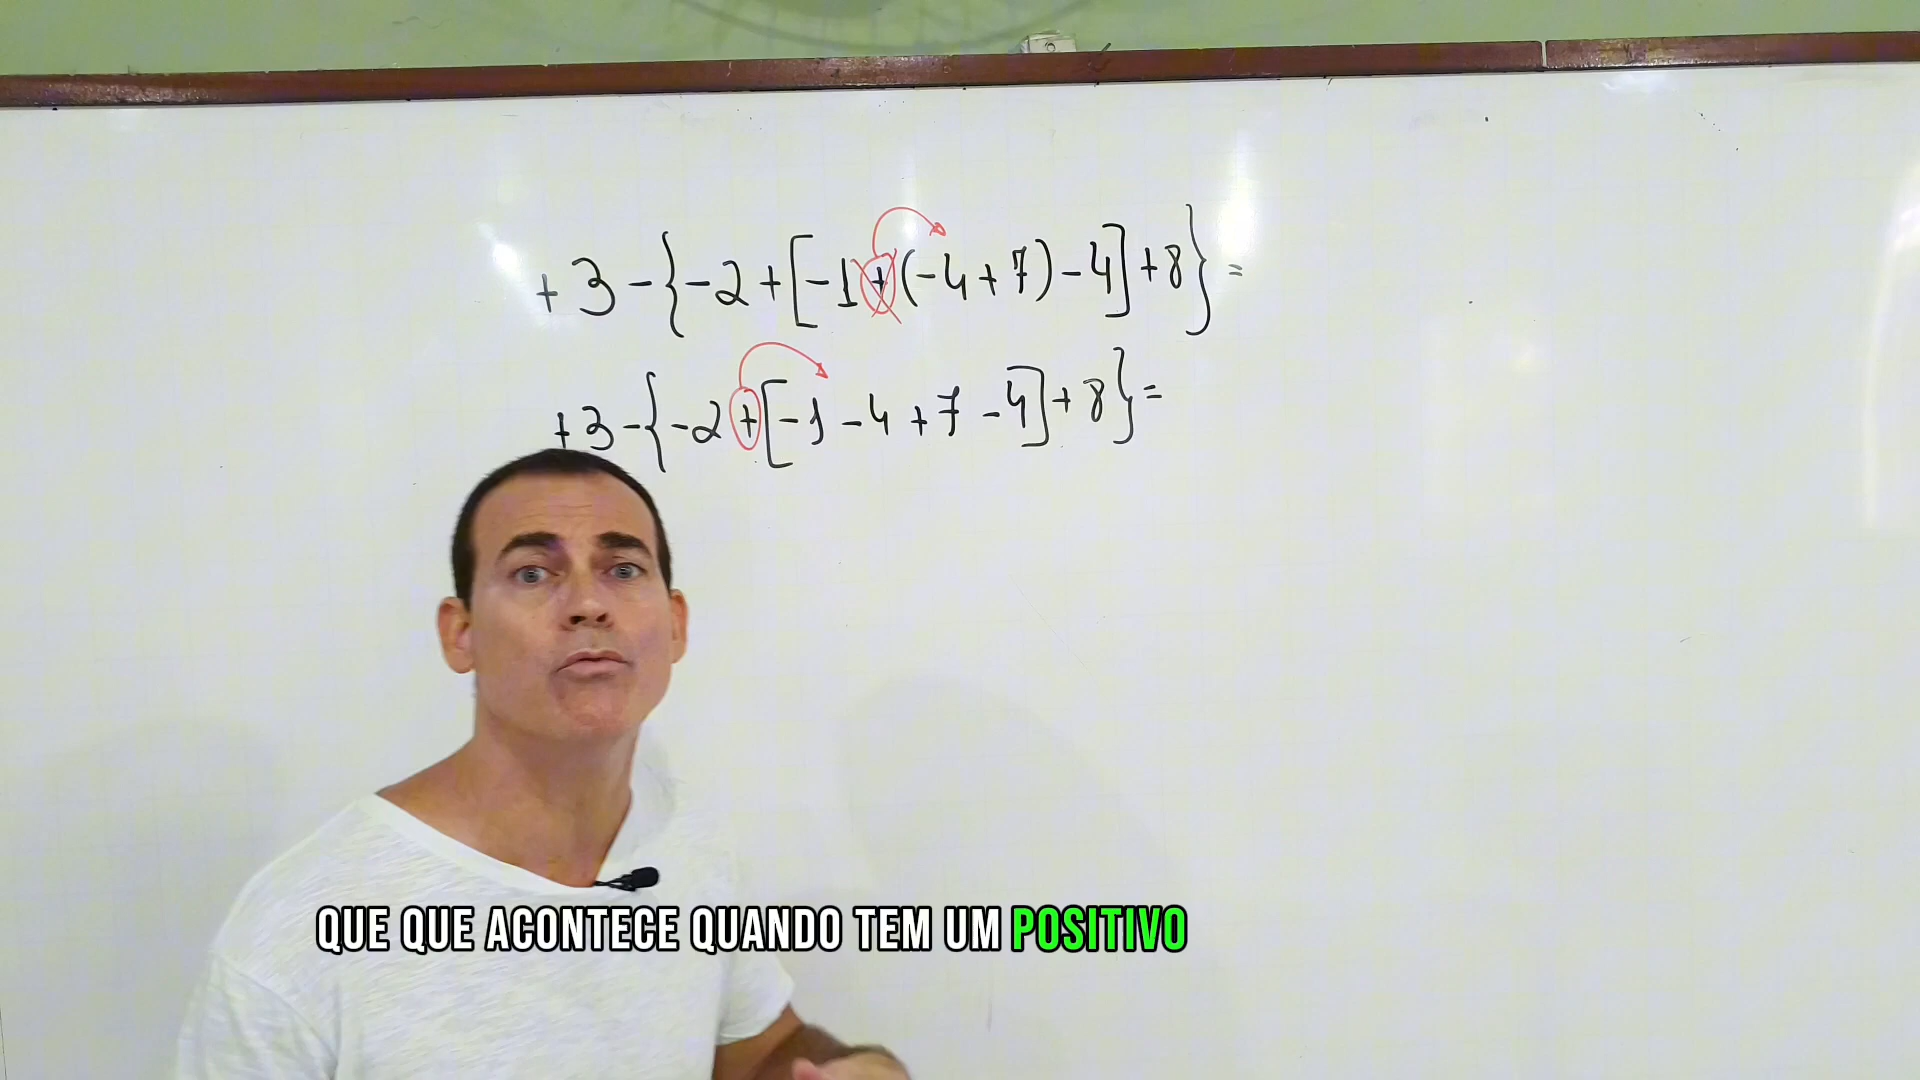 +3-{-2+[-1+(-4+7)-4]+8}=
+3-{-2+[-1-4+7-4]+8}=
QUE QUE ACONTECE QUANDO TEM UM POSITIVO